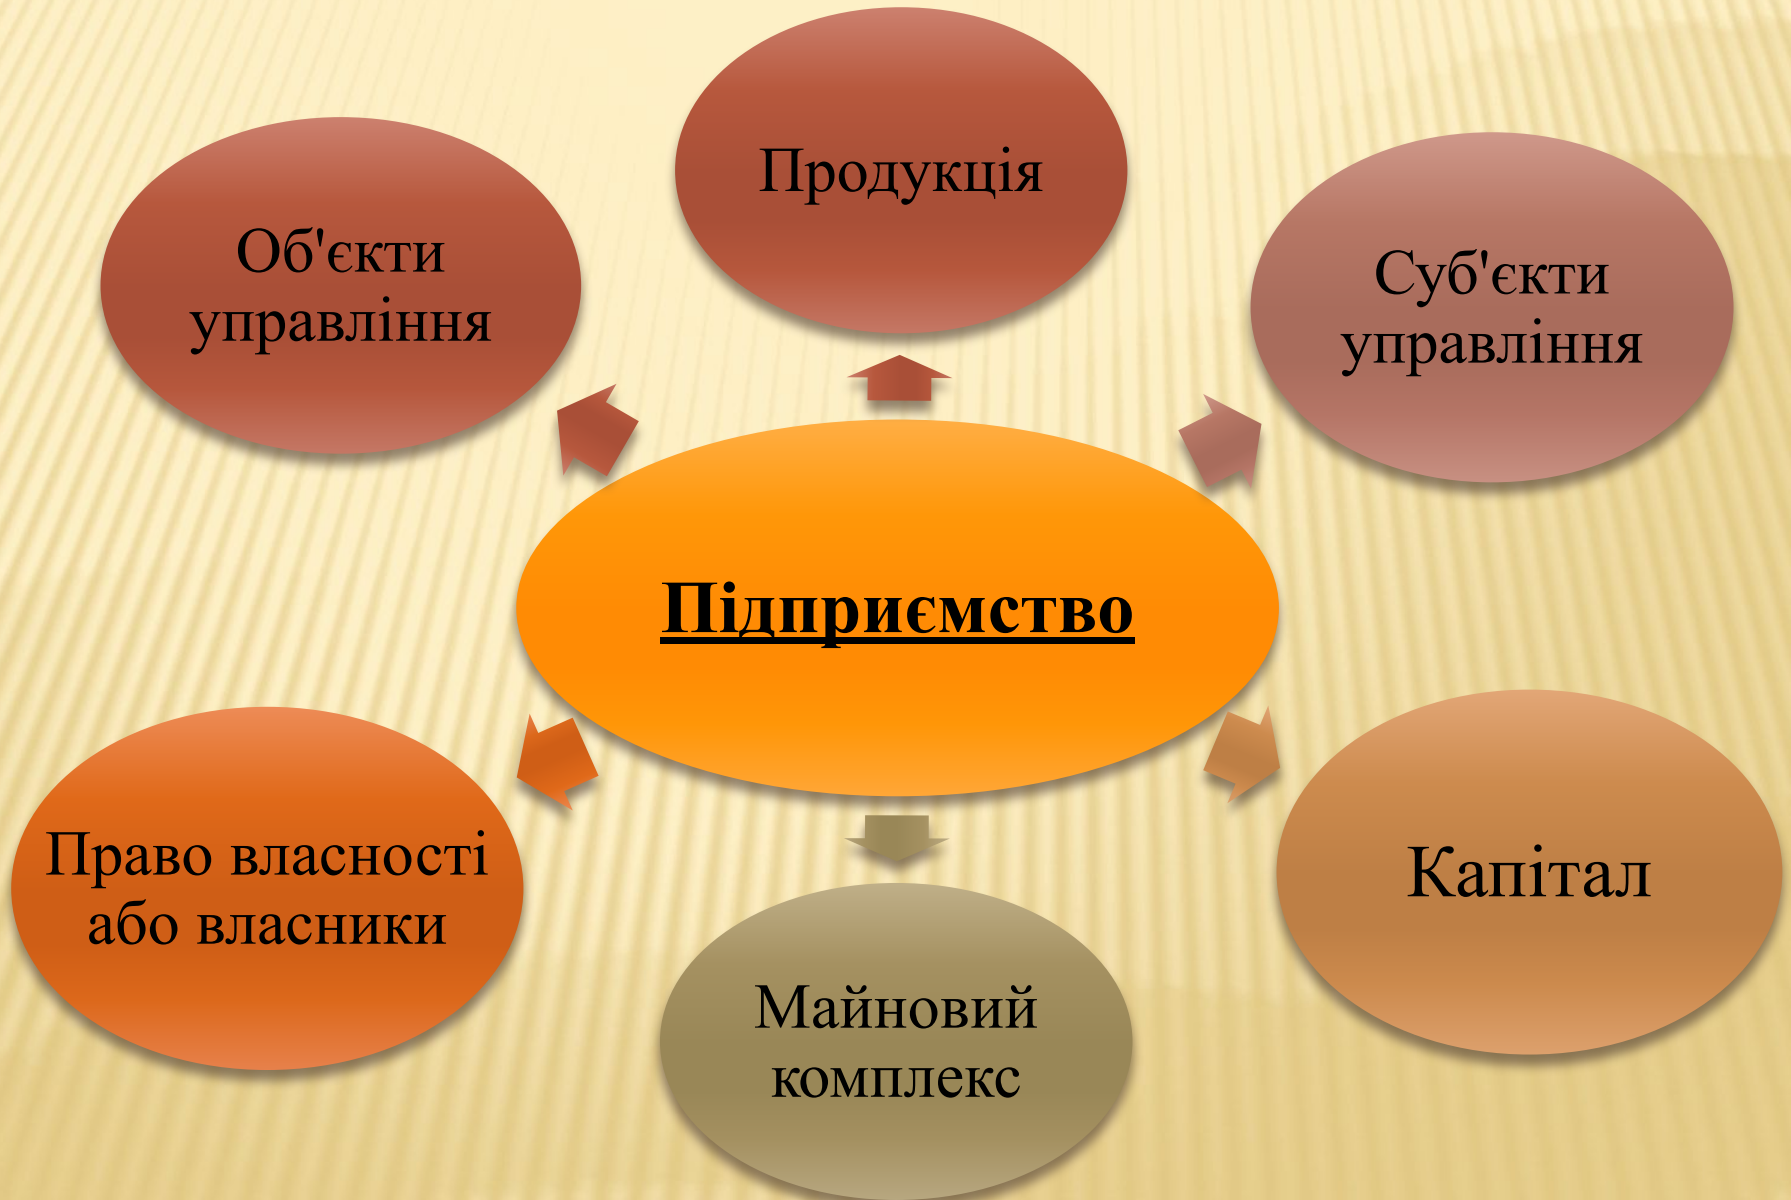 Продукція
Об'єкти
управління
Суб'єкти
управління
Підприємство
Право власності
або власники
Капітал
Майновий
комплекс